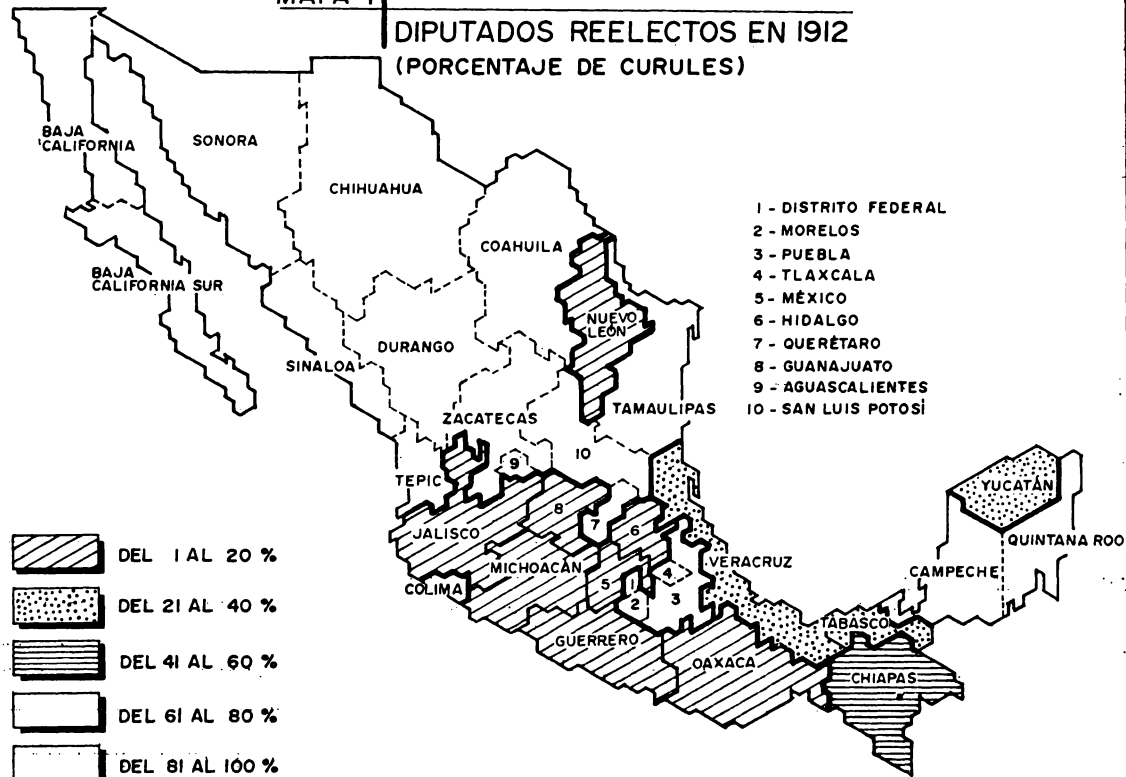 MAPA 1
DIPUTADOS REELECTOS EN 1912
(PORCENTAJE DE CURULES)
BAJA
CALIFORNIA
SONORA
CHIHUAHUA
COAHUILA
BAJA
CALIFORNIA SUR
NUEVO
LEÓN
DURANGO
SINALOA
TAMAULIPAS
ZACATECAS
10
9
TEPIC
1 - DISTRITO FEDERAL
2 - MORELOS
3 - PUEBLA
4 - TLAXCALA
5 - MÉXICO
6 - HIDALGO
7 - QUERÉTARO
8 - GUANAJUATO
9 - AGUASCALIENTES
10 - SAN LUIS POTOSÍ
YUCATÁN
QUINTANA ROO
CAMPECHE
8
7
6
JALISCO
MICHOACÁN
VERACRUZ
COLIMA
5
1
4
2
3
TABASCO
GUERRERO
OAXACA
CHIAPAS
DEL 1 AL 20 %
DEL 21 AL 40 %
DEL 41 AL 60 %
DEL 61 AL 80 %
DEL 81 AL 100 %